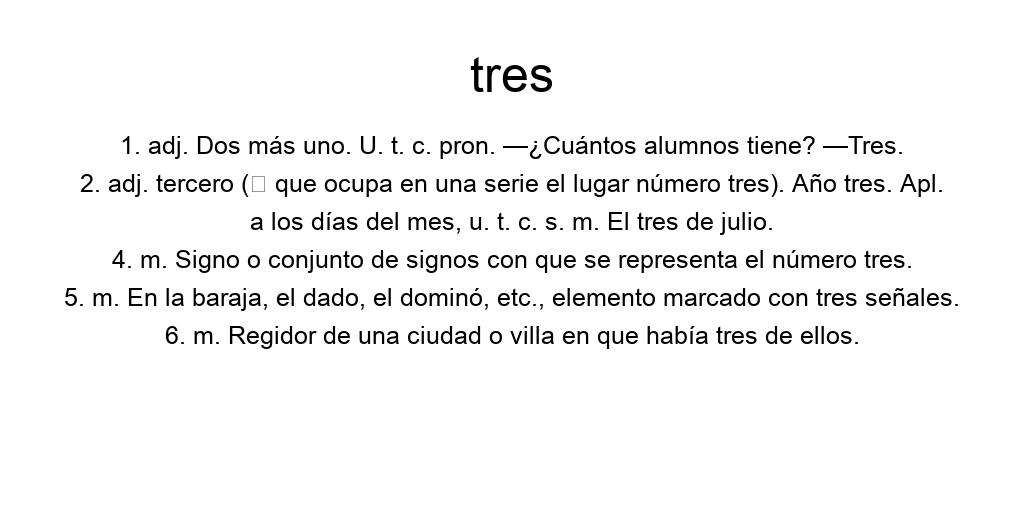 tres
1. adj. Dos más uno. U. t. c. pron. —¿Cuántos alumnos tiene? —Tres.
2. adj. tercero (□ que ocupa en una serie el lugar número tres). Año tres. Apl.
a los días del mes, u. t. c. s. m. El tres de julio.
4. m. Signo o conjunto de signos con que se representa el número tres.
5. m. En la baraja, el dado, el dominó, etc., elemento marcado con tres señales.
6. m. Regidor de una ciudad o villa en que había tres de ellos.